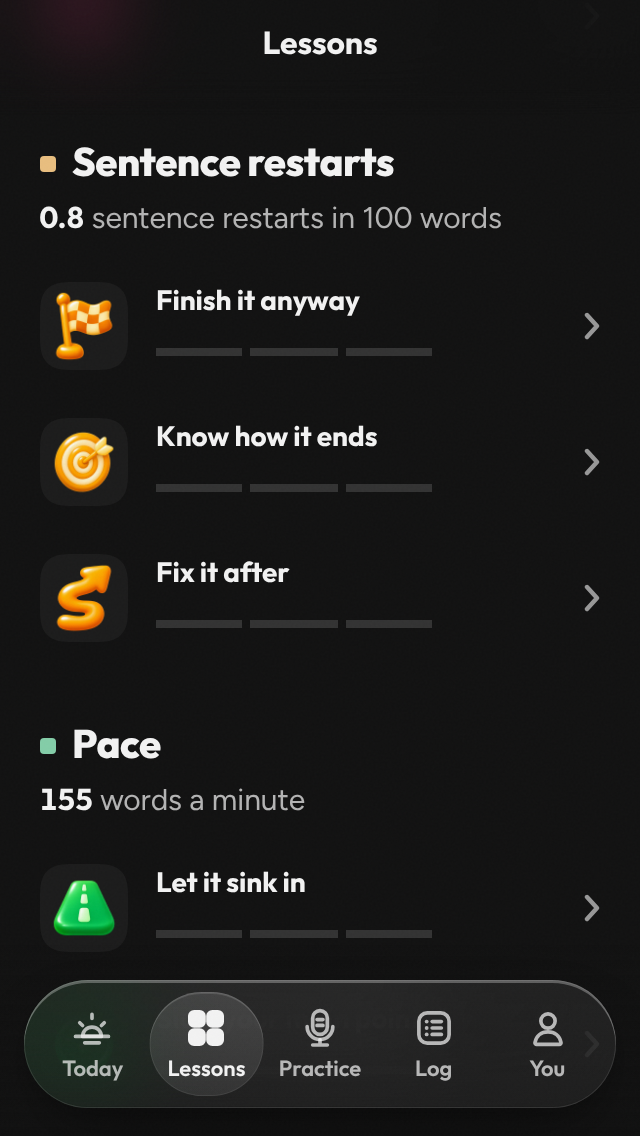 Lessons
Sentence restarts
0.8 sentence restarts in 100 words
Finish it anyway
Know how it ends
Fix it after
Pace
155 words a minute
Let it sink in
Today
Lessons
Practice
Log
You